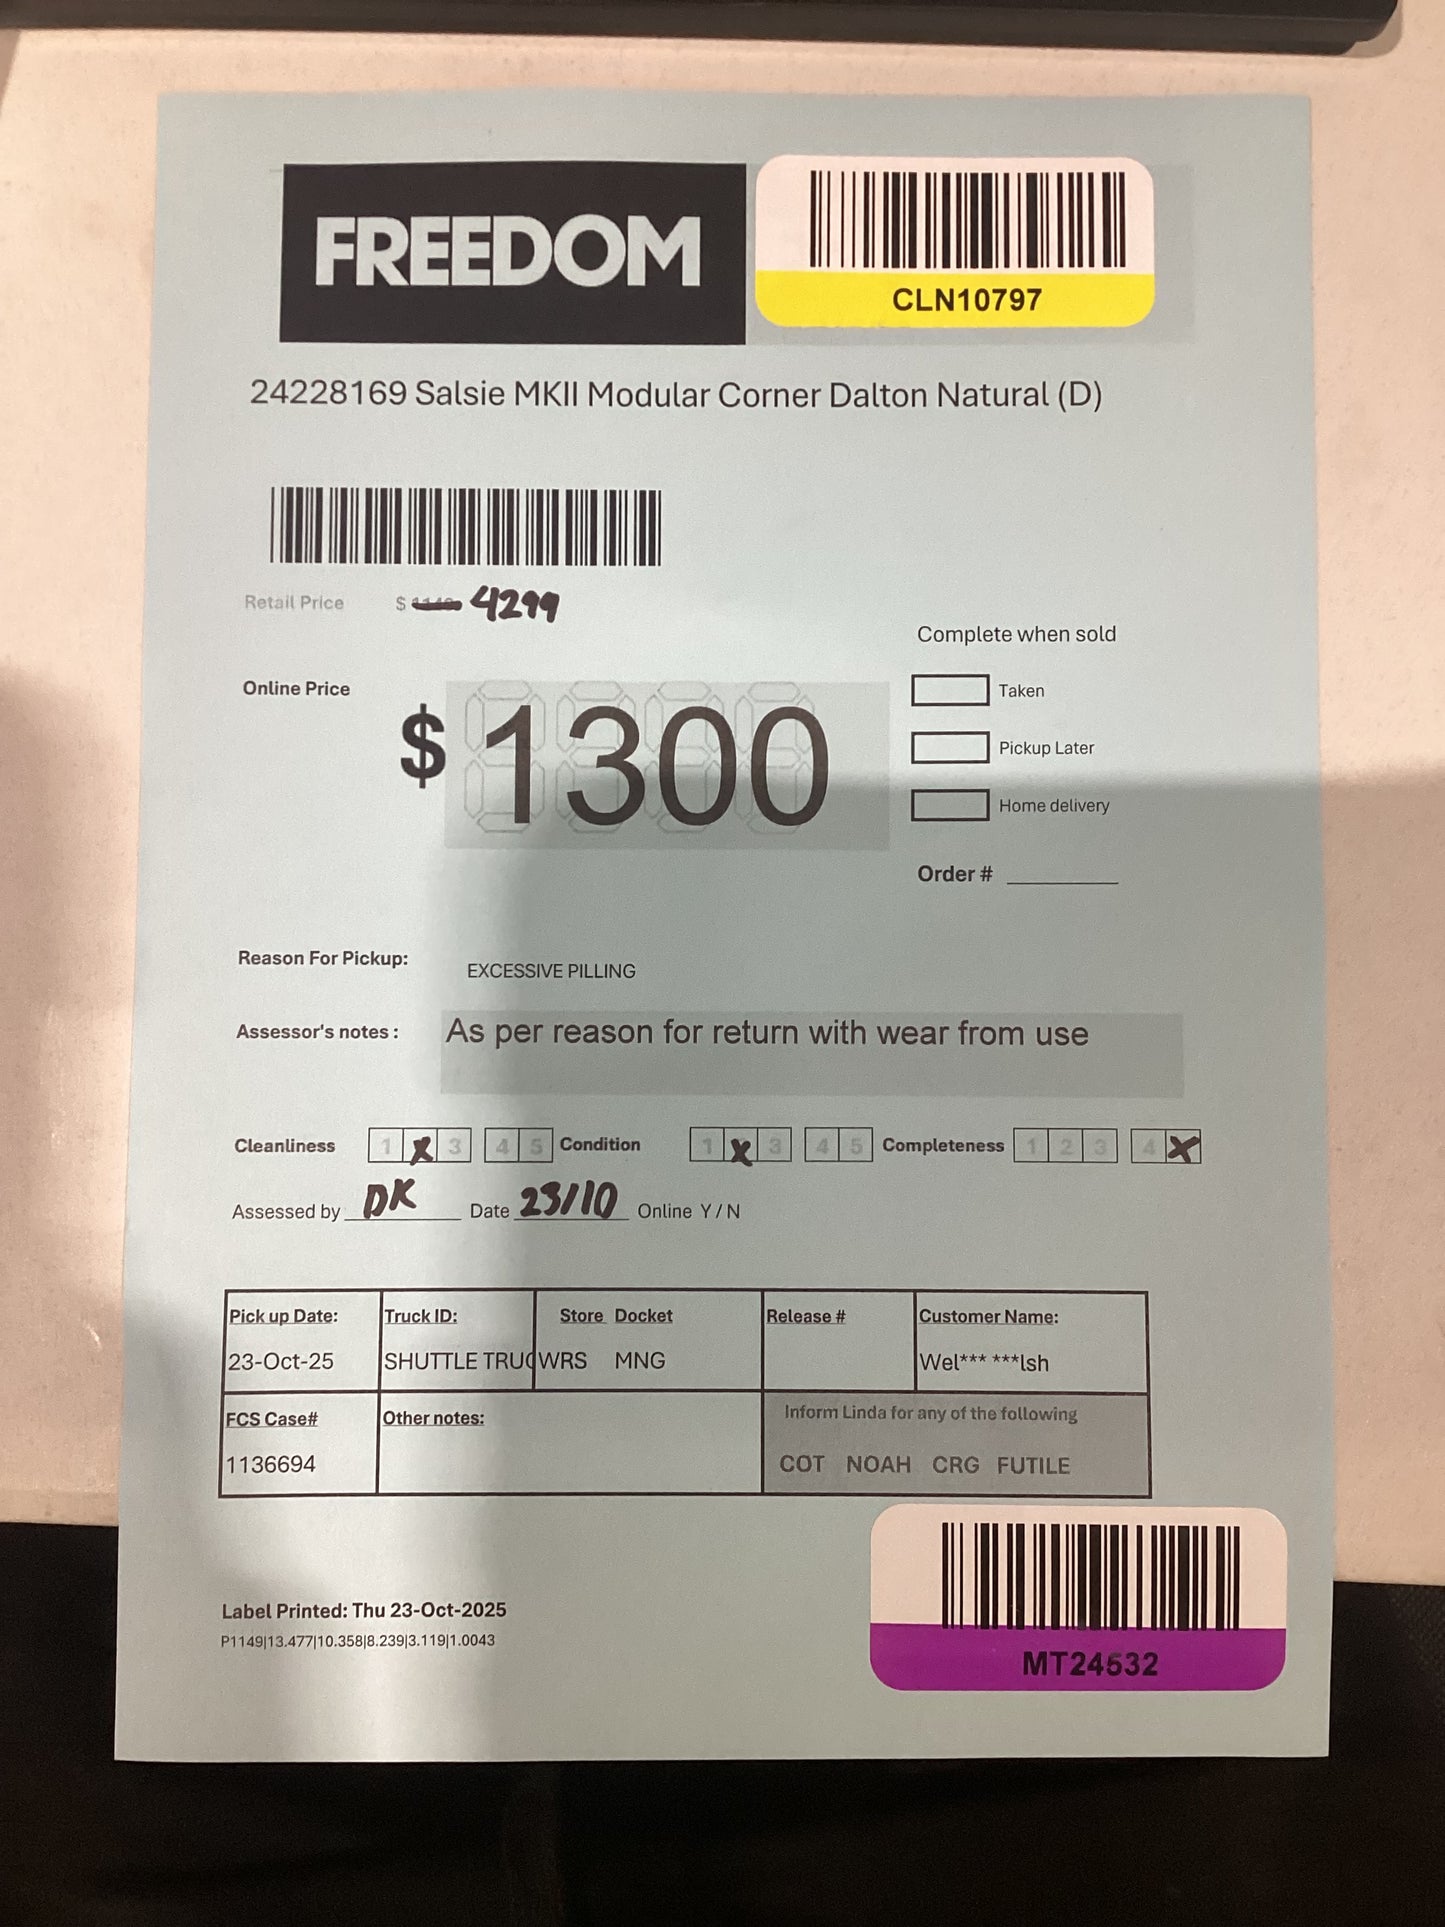 FREEDOM
CLN10797
24228169 Salsie MKII Modular Corner Dalton Natural (D)
Retail Price $ 4299
Complete when sold
Online Price
$ 1300
Taken
Pickup Later
Home delivery
Order #
Reason For Pickup: EXCESSIVE PILLING
Assessor's notes : As per reason for return with wear from use
Cleanliness 1 X 3 4 5 Condition 1 X 3 4 5 Completeness 1 2 3 4 X
Assessed by DK Date 23/10 Online Y / N
Pick up Date: Truck ID: Store Docket Release # Customer Name:
23-Oct-25 SHUTTLE TRUC WRS MNG Wel*** ***lsh
FCS Case# Other notes: Inform Linda for any of the following
1136694 COT NOAH CRG FUTILE
Label Printed: Thu 23-Oct-2025
P1149|13.477|10.358|8.239|3.119|1.0043
MT24532